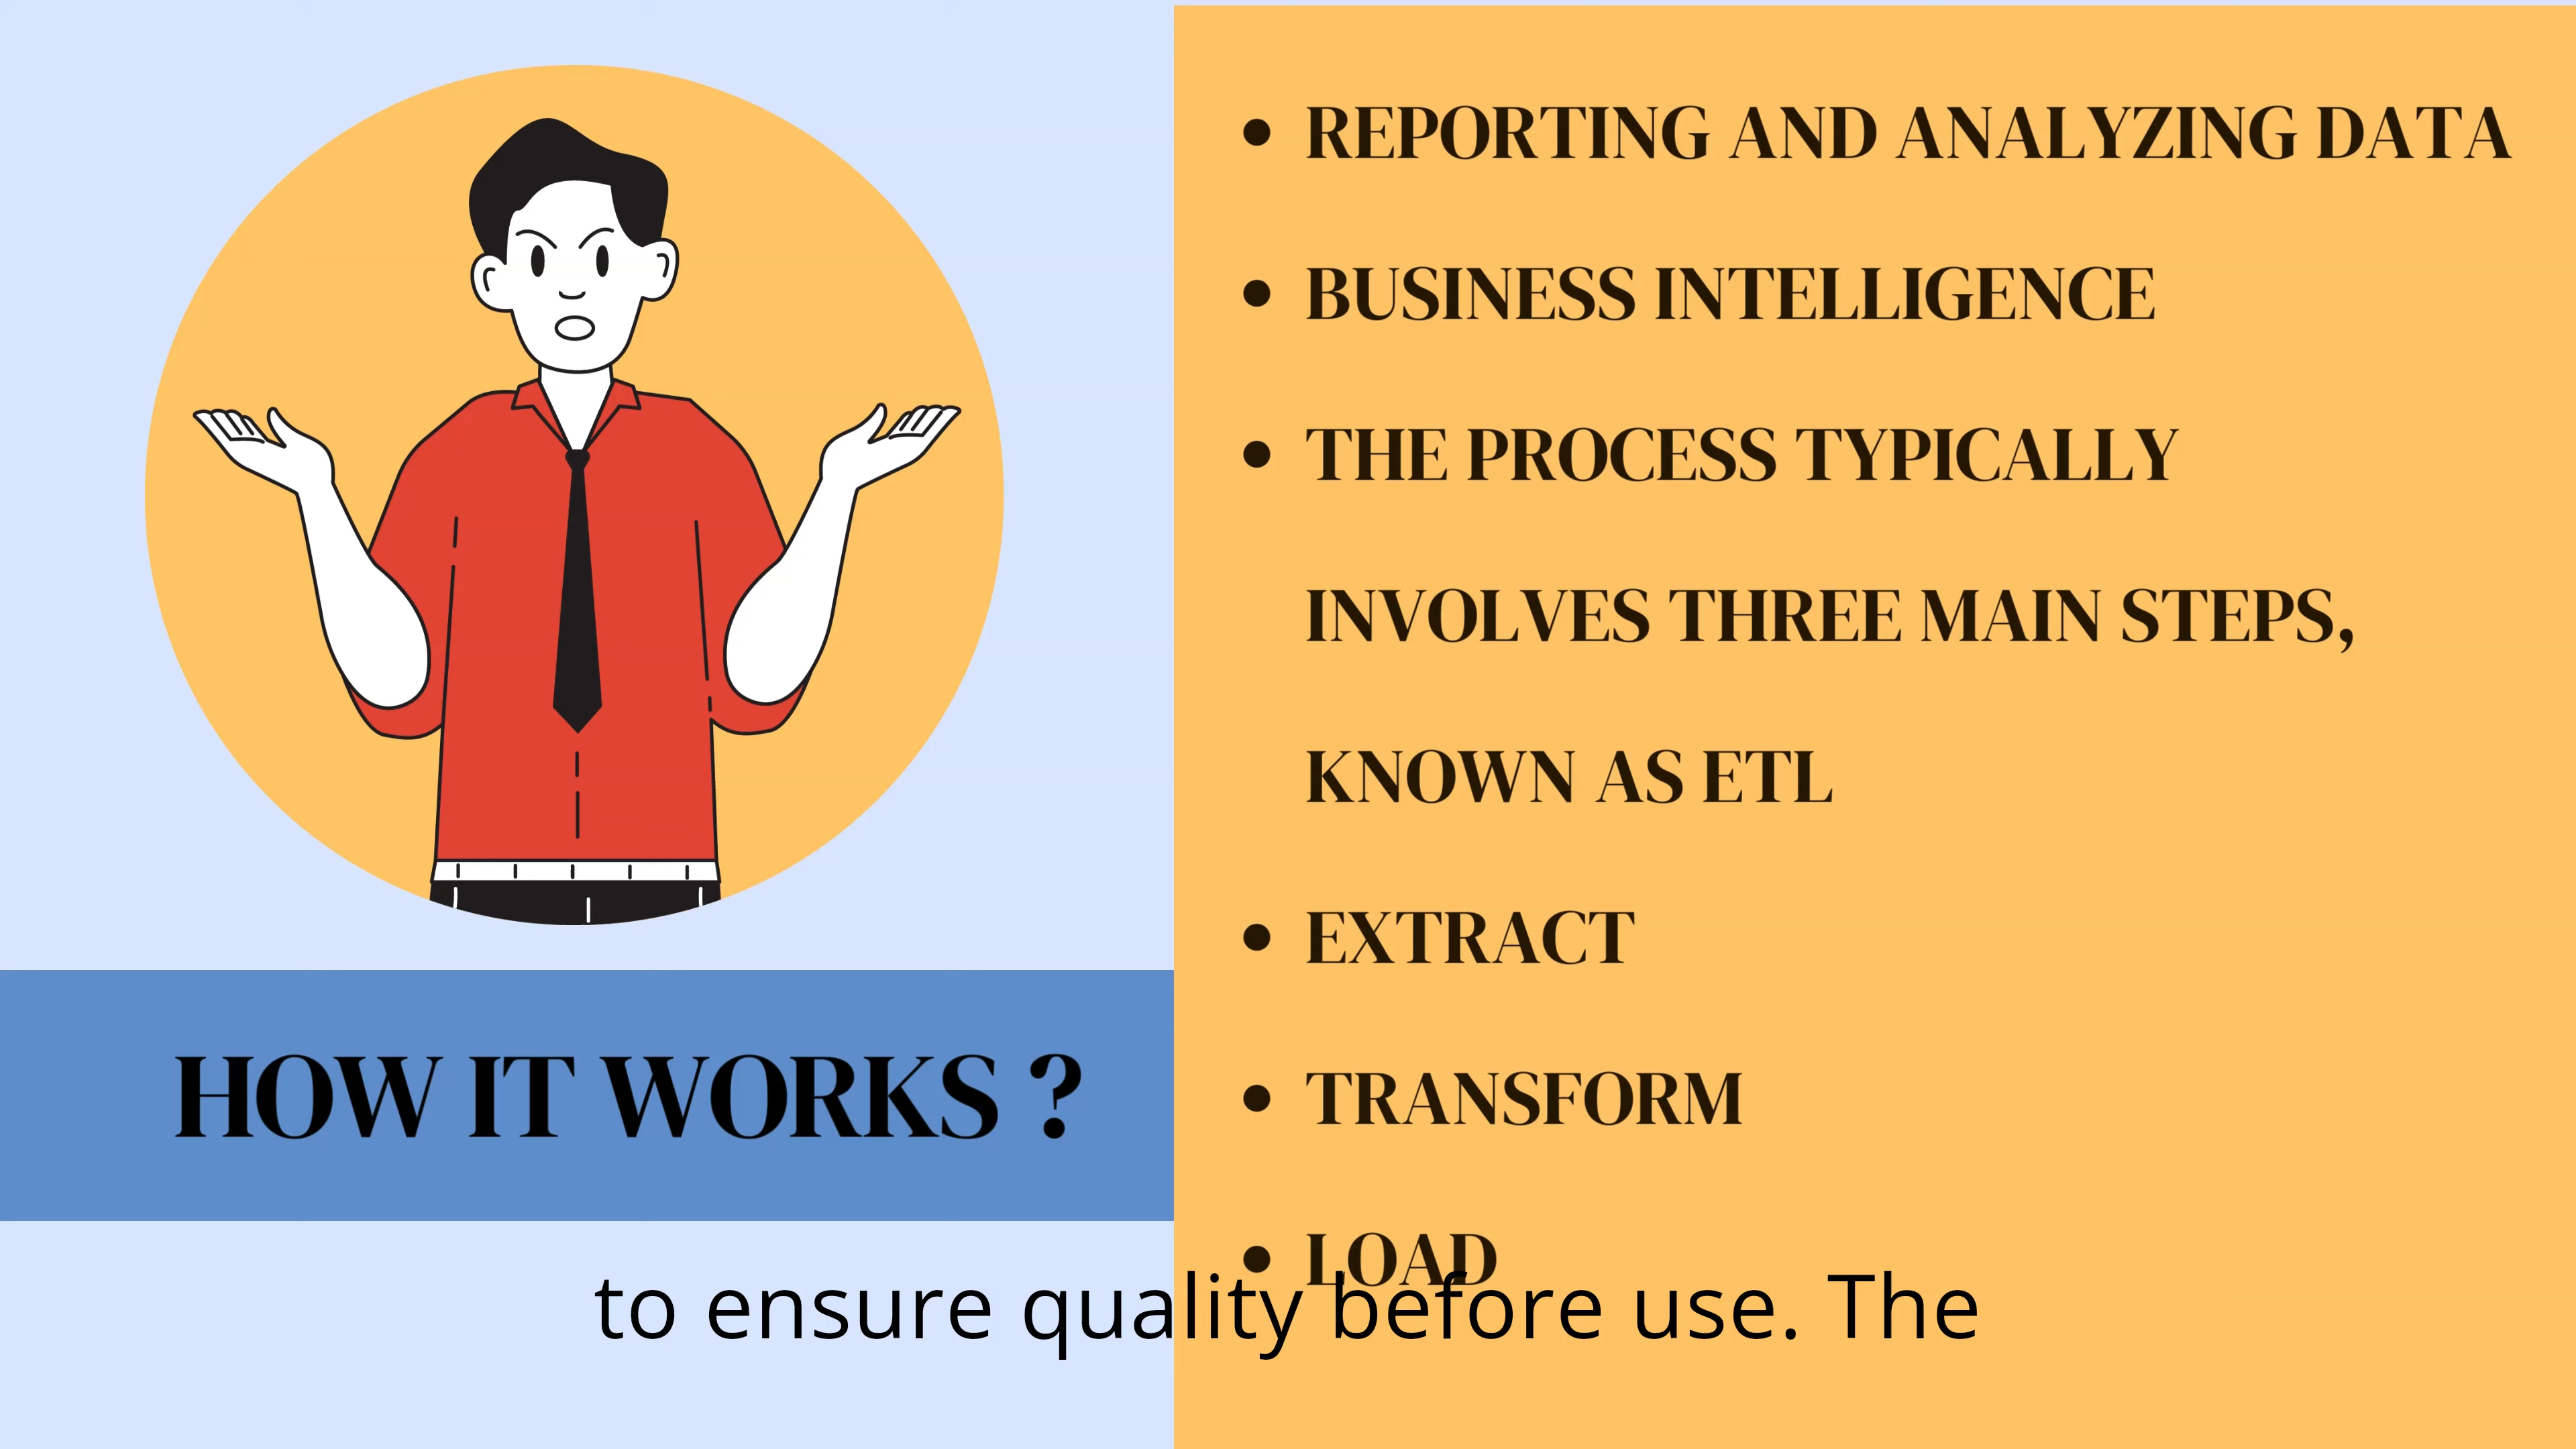 HOW IT WORKS ?
• REPORTING AND ANALYZING DATA
• BUSINESS INTELLIGENCE
• THE PROCESS TYPICALLY
INVOLVES THREE MAIN STEPS,
KNOWN AS ETL
• EXTRACT
• TRANSFORM
• LOAD
to ensure quality before use. The